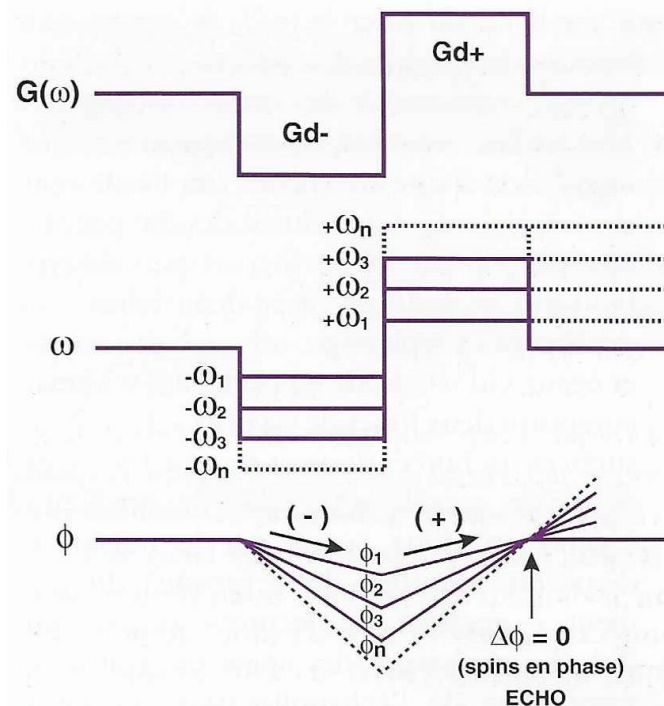 Gd+
G(ω)
Gd-
+ωn
+ω3
+ω2
+ω1
ω
-ω1
-ω2
-ω3
-ωn
(-)
(+)
ϕ
ϕ1
ϕ2
ϕ3
ϕn
Δϕ = 0
(spins en phase)
ECHO